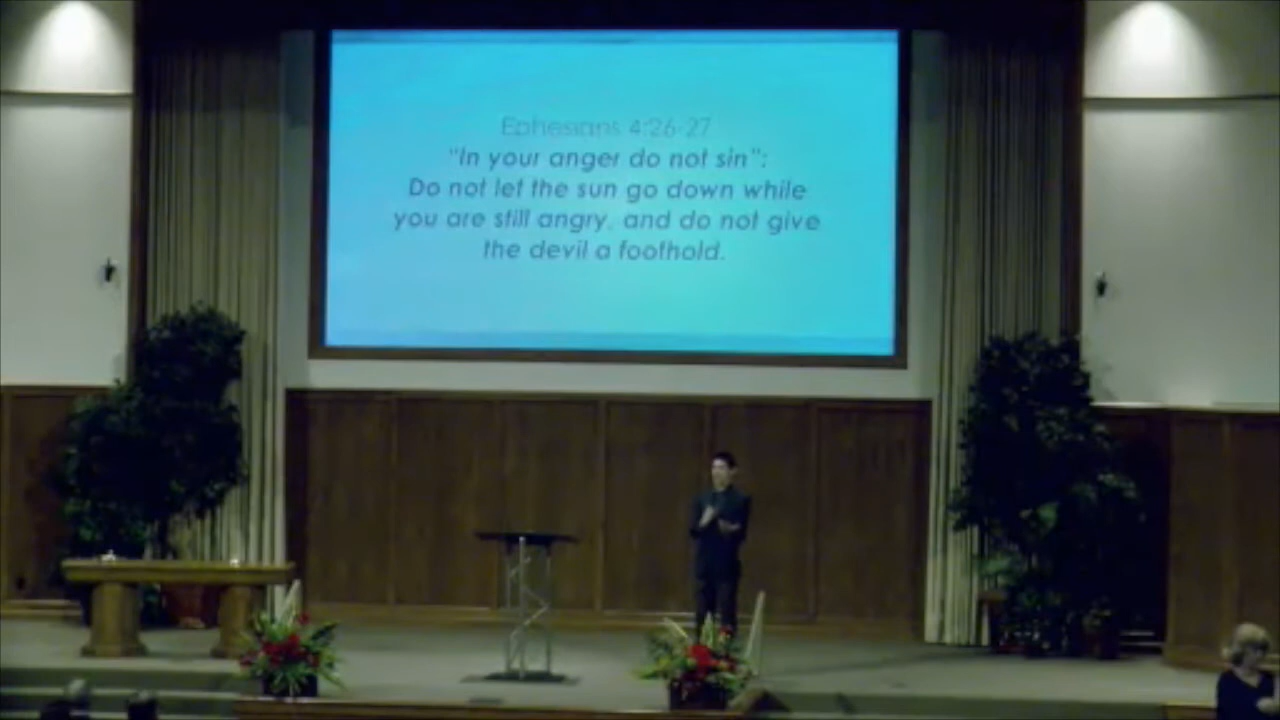 Ephesians 4:26-27
"In your anger do not sin":
Do not let the sun go down while
you are still angry, and do not give
the devil a foothold.